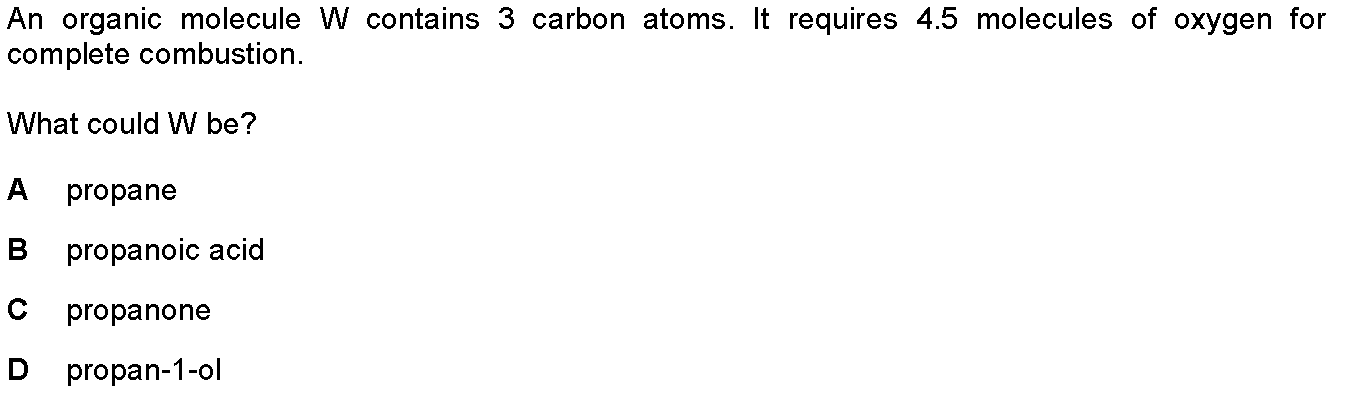 An organic molecule W contains 3 carbon atoms. It requires 4.5 molecules of oxygen for
complete combustion.
What could W be?
A propane
B propanoic acid
C propanone
D propan-1-ol